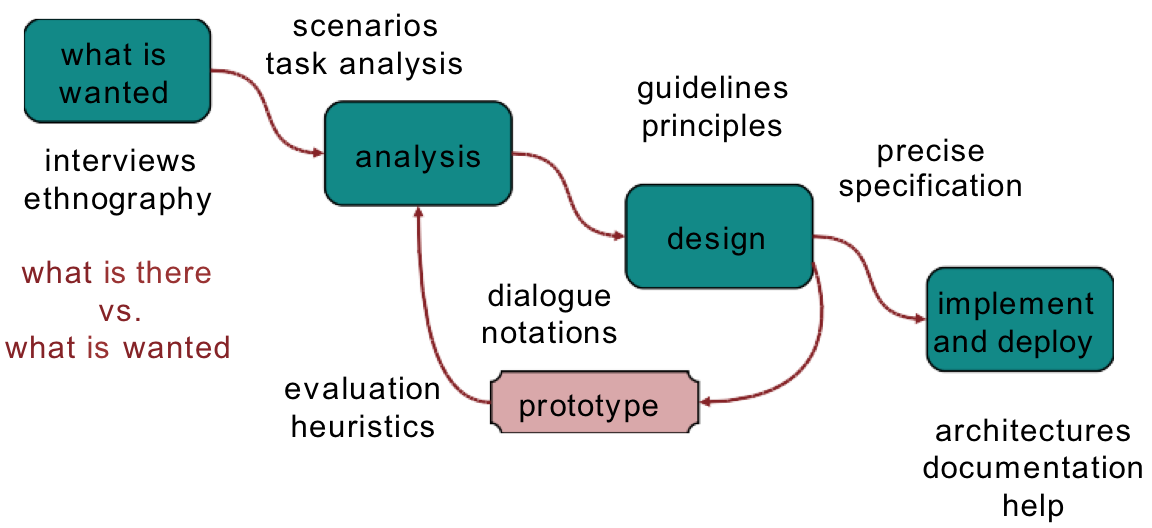 what is
wanted
interviews
ethnography
what is there
vs.
what is wanted
scenarios
task analysis
analysis
guidelines
principles
design
precise
specification
implement
and deploy
dialogue
notations
prototype
evaluation
heuristics
architectures
documentation
help